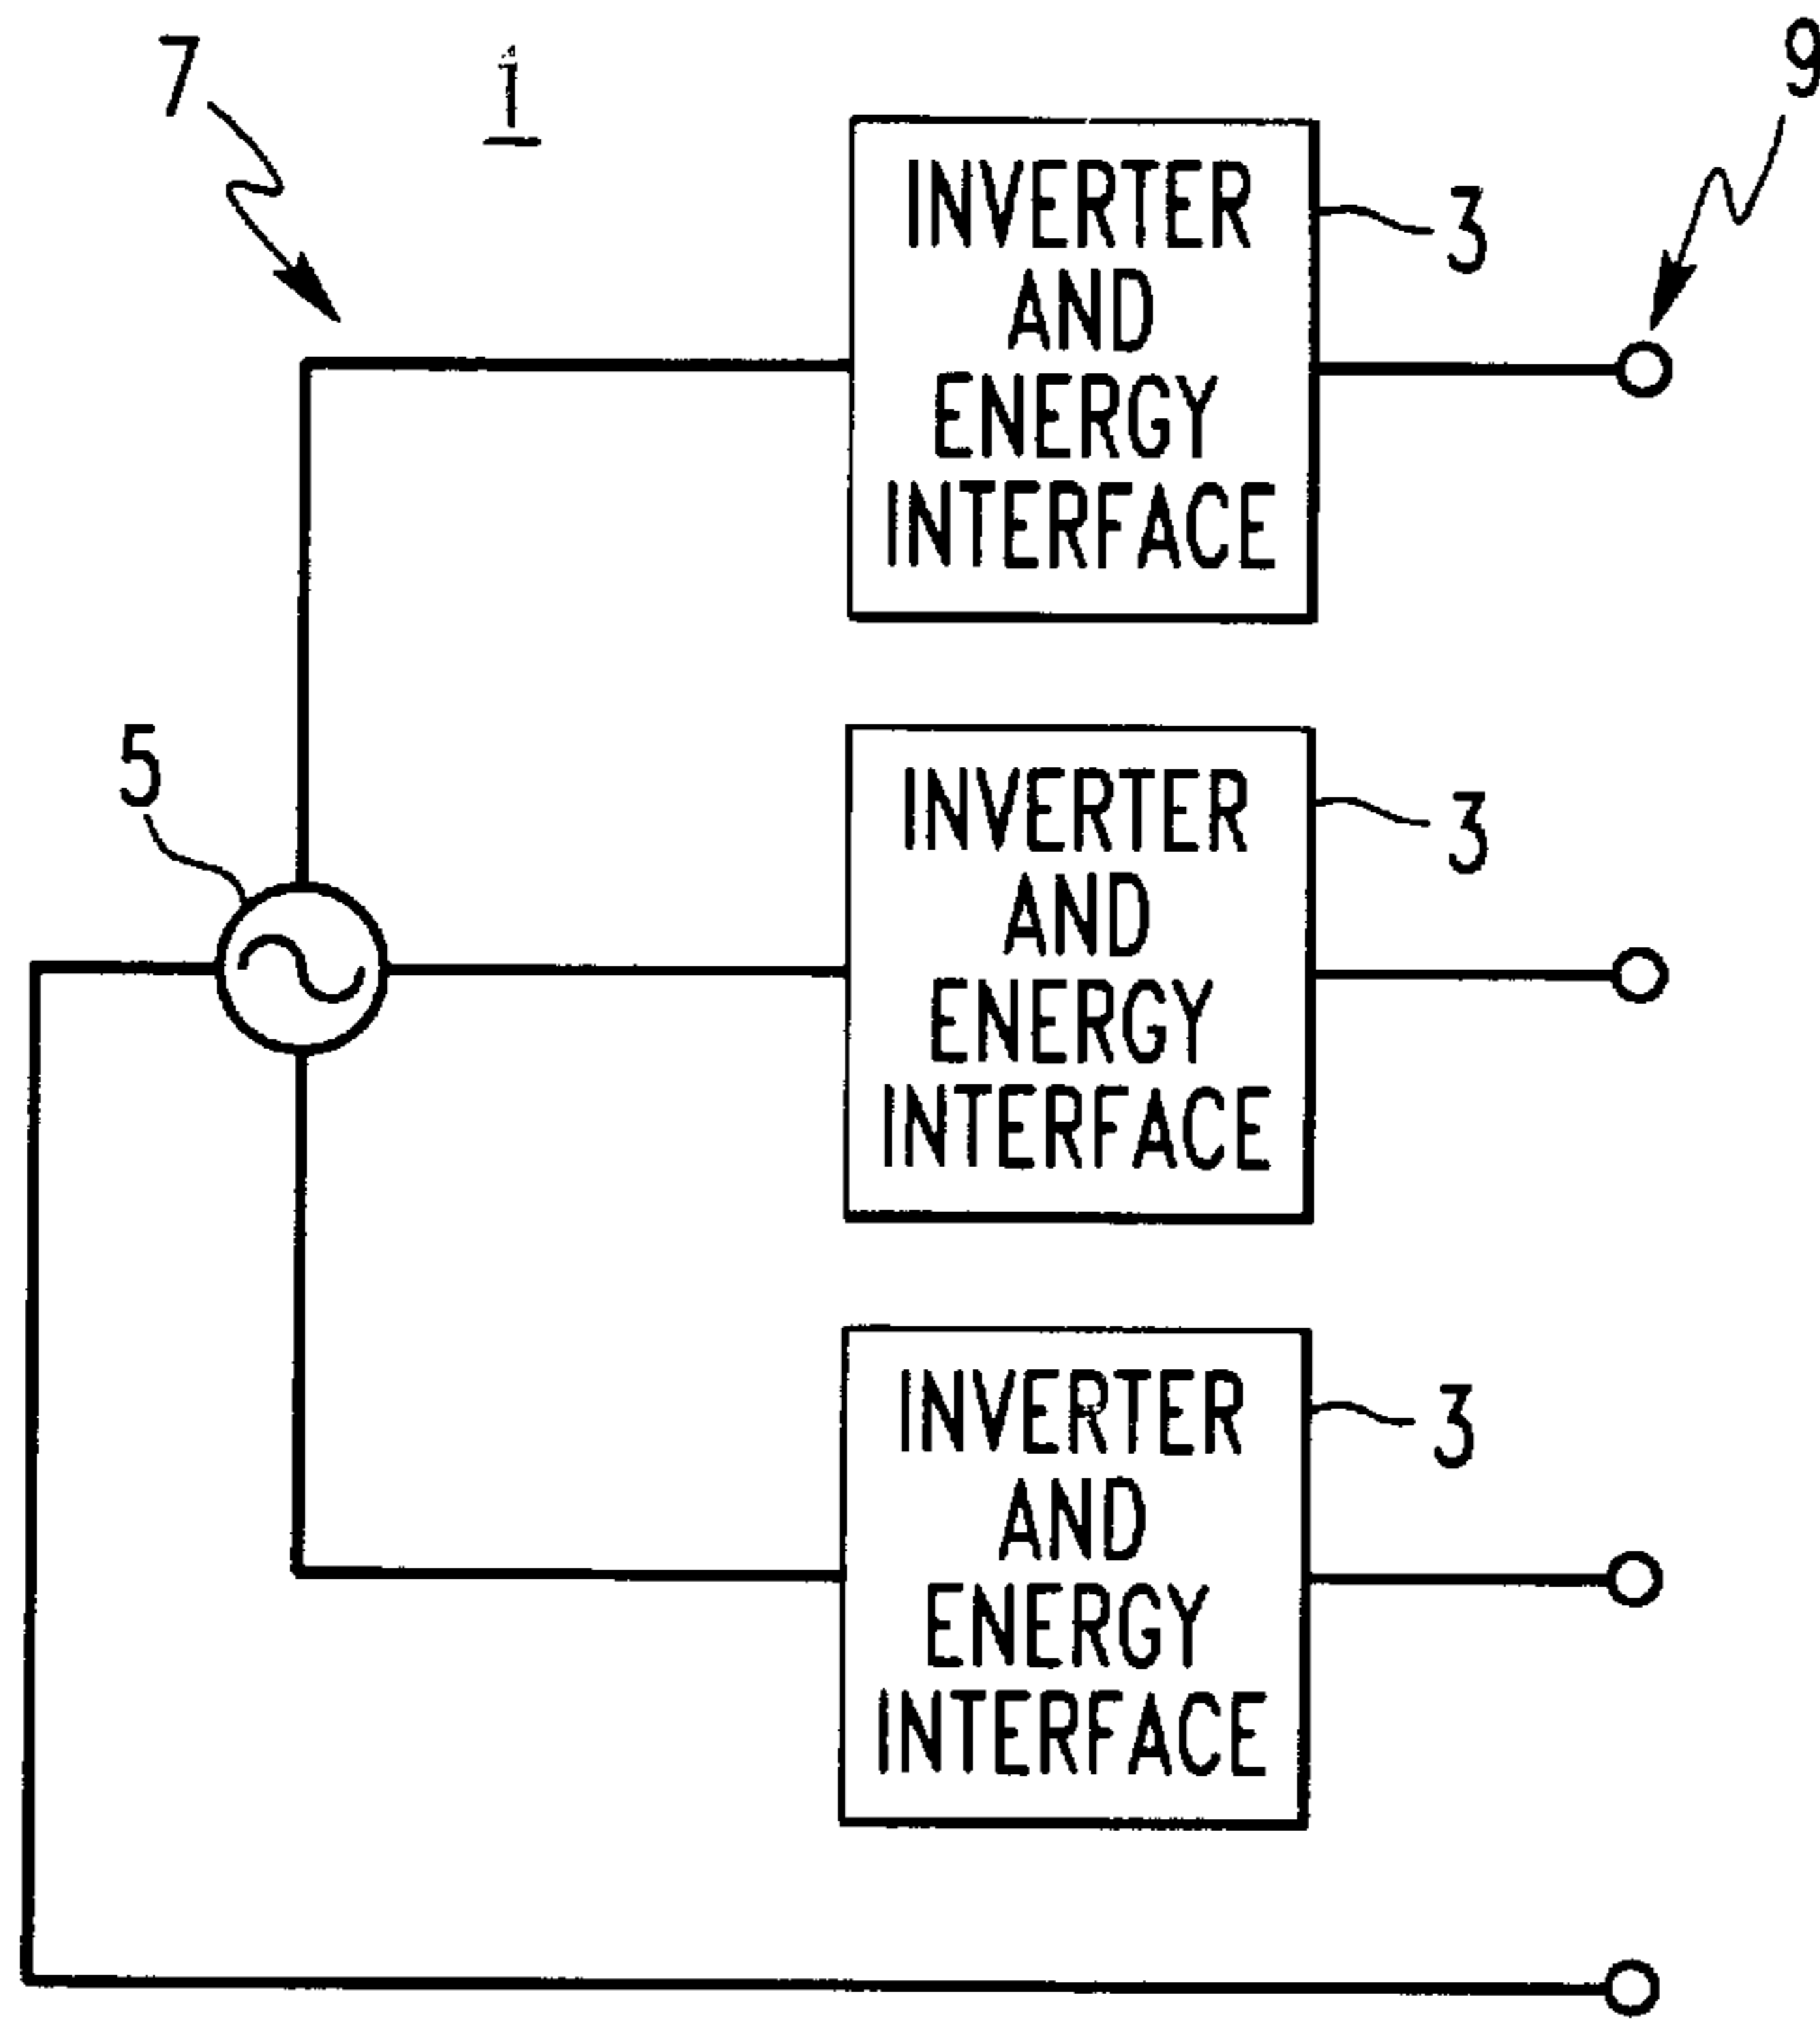 7
1
9
INVERTER
AND
ENERGY
INTERFACE
3
5
INVERTER
AND
ENERGY
INTERFACE
3
INVERTER
AND
ENERGY
INTERFACE
3